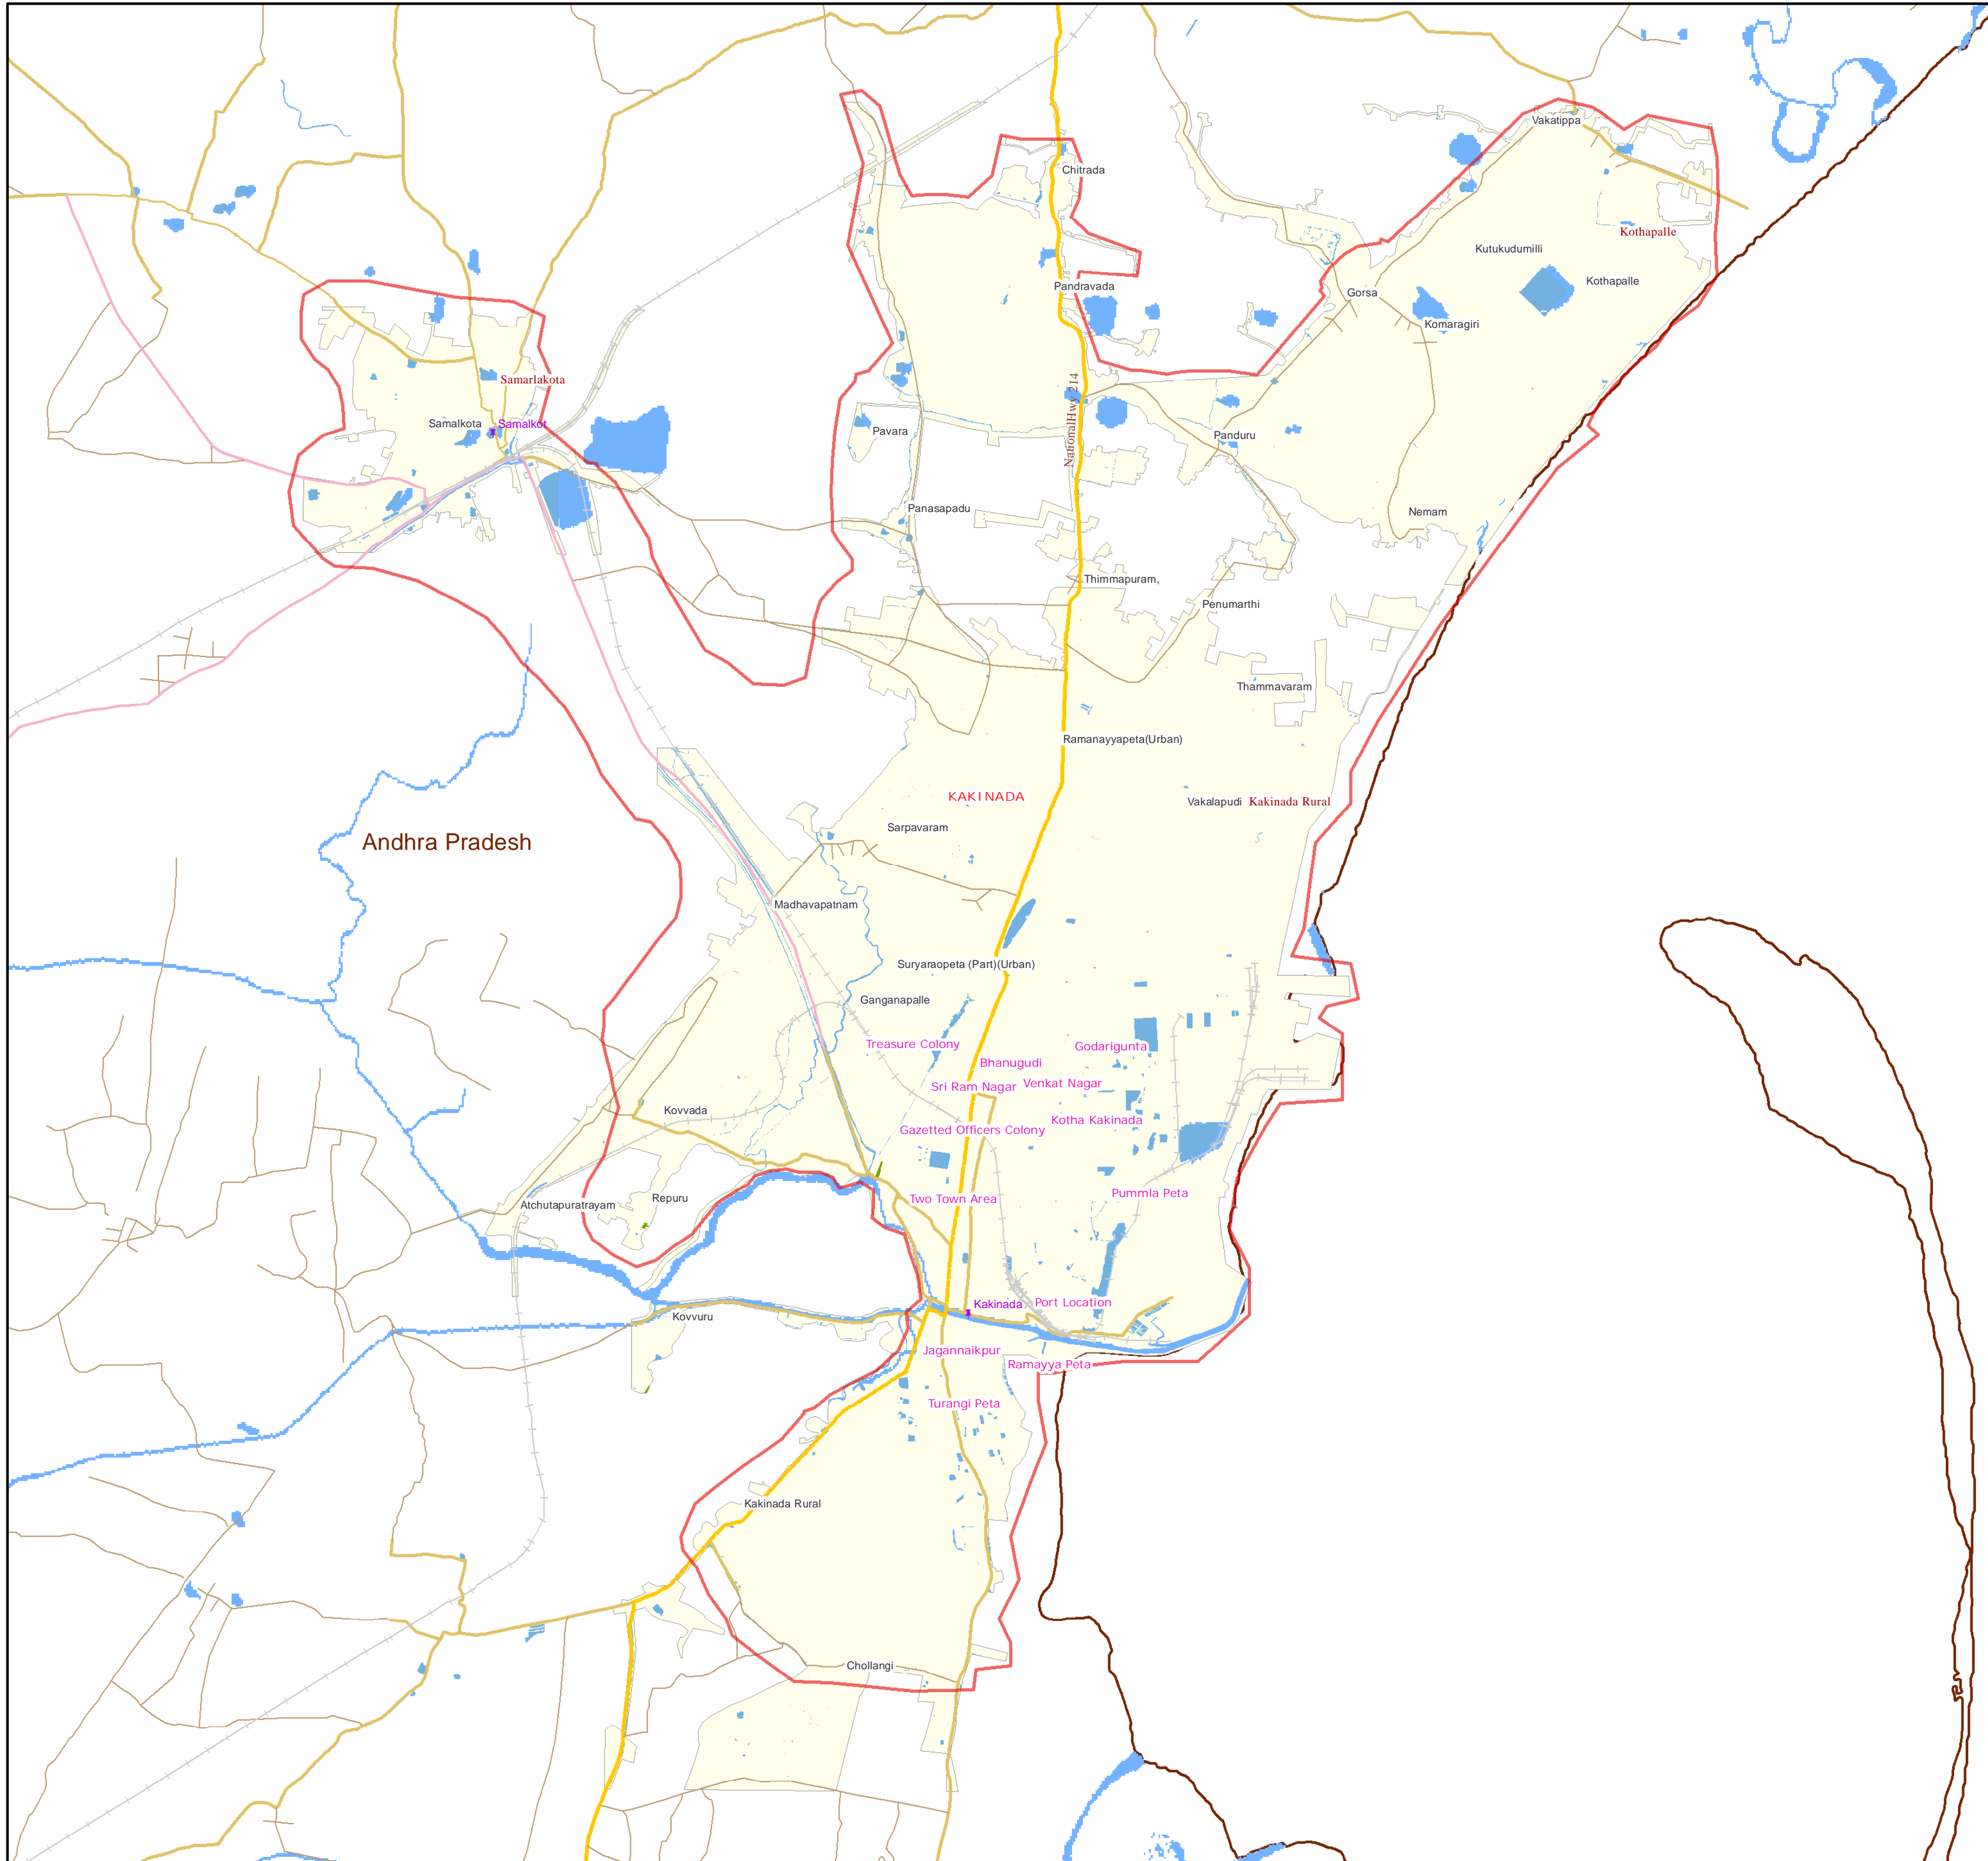 Vakatippa
Chitrada
Kothapalle
Kutukudumilli
Kothapalle
Pandravada
Gorsa
Komaragiri
Samarlakota
NationalHwy 214
Samalkota
Samalkot
Pavara
Panduru
Panasapadu
Nemam
Thimmapuram,
Penumarthi
Thammavaram
Ramanayyapeta(Urban)
KAKINADA
Vakalapudi
Kakinada Rural
Sarpavaram
Andhra Pradesh
Madhavapatnam
Suryaraopeta (Part)(Urban)
Ganganapalle
Treasure Colony
Godarigunta
Bhanugudi
Sri Ram Nagar
Venkat Nagar
Kovvada
Kotha Kakinada
Gazetted Officers Colony
Pummla Peta
Two Town Area
Repuru
Atchutapuratrayam
Kakinada
Port Location
Kovvuru
Jagannaikpur
Ramayya Peta
Turangi Peta
Kakinada Rural
Chollangi